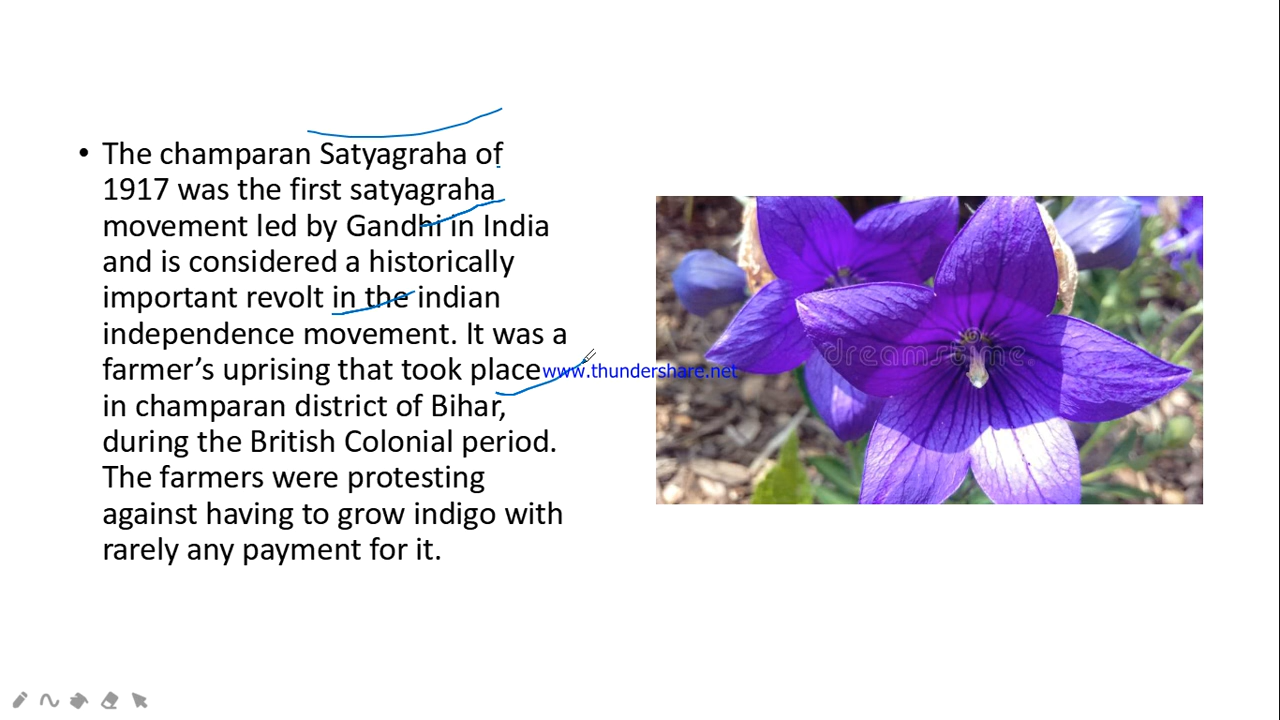 • The champaran Satyagraha of
1917 was the first satyagraha
movement led by Gandhi in India
and is considered a historically
important revolt in the indian
independence movement. It was a
farmer’s uprising that took place
in champaran district of Bihar,
during the British Colonial period.
The farmers were protesting
against having to grow indigo with
rarely any payment for it.
www.thundershare.net
dreamstime.